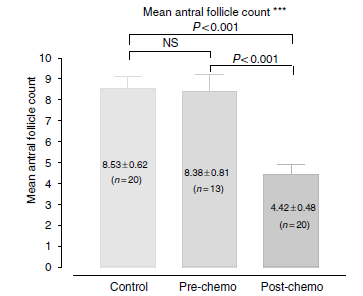 Mean antral follicle count ***
P<0.001
NS
P<0.001
Mean antral follicle count
10
9
8
7
6
5
4
3
2
1
0
8.53±0.62
(n=20)
8.38±0.81
(n=13)
4.42±0.48
(n=20)
Control Pre-chemo Post-chemo